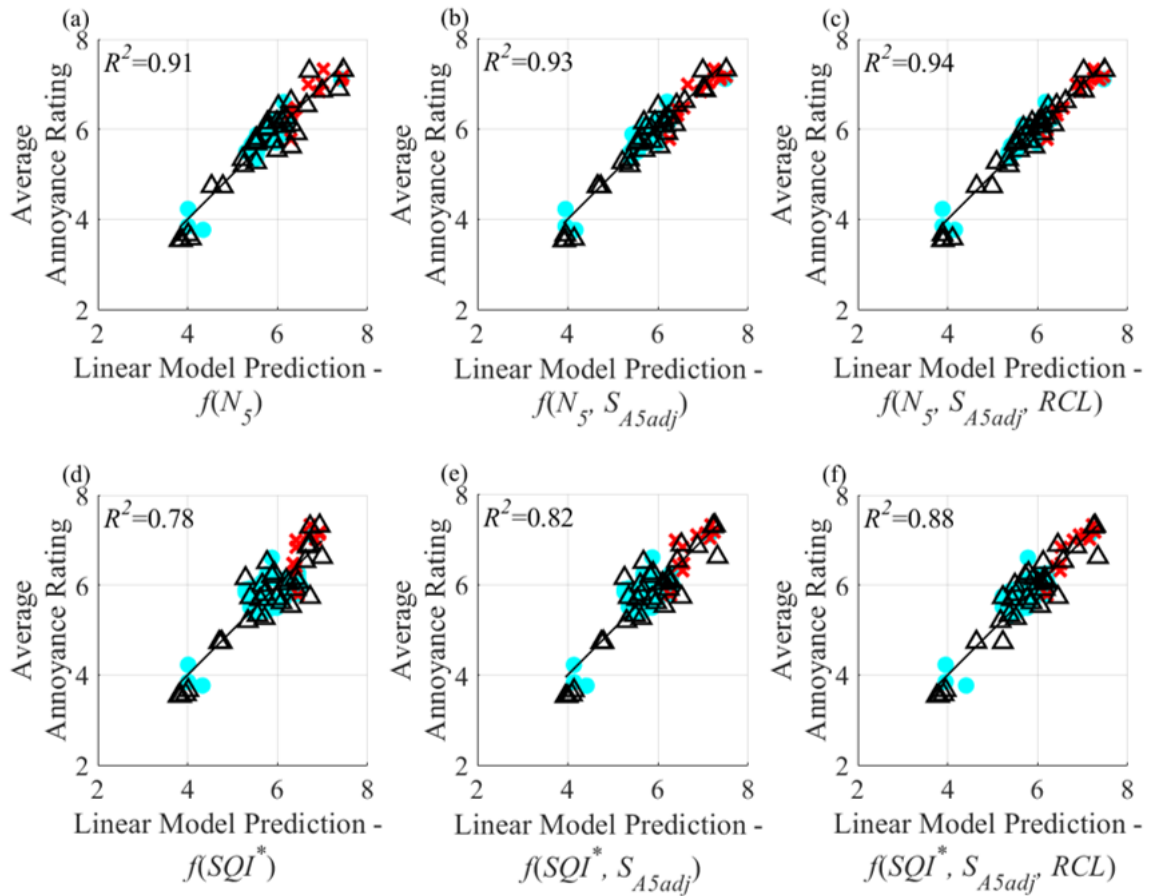 (a)
R²=0.91
8
6
4
2
Average
Annoyance Rating
2 4 6 8
Linear Model Prediction -
f(N₅)
(b)
R²=0.93
8
6
4
2
Average
Annoyance Rating
2 4 6 8
Linear Model Prediction -
f(N₅, S_A5adj)
(c)
R²=0.94
8
6
4
2
Average
Annoyance Rating
2 4 6 8
Linear Model Prediction -
f(N₅, S_A5adj, RCL)
(d)
R²=0.78
8
6
4
2
Average
Annoyance Rating
2 4 6 8
Linear Model Prediction -
f(SQI*)
(e)
R²=0.82
8
6
4
2
Average
Annoyance Rating
2 4 6 8
Linear Model Prediction -
f(SQI*, S_A5adj)
(f)
R²=0.88
8
6
4
2
Average
Annoyance Rating
2 4 6 8
Linear Model Prediction -
f(SQI*, S_A5adj, RCL)